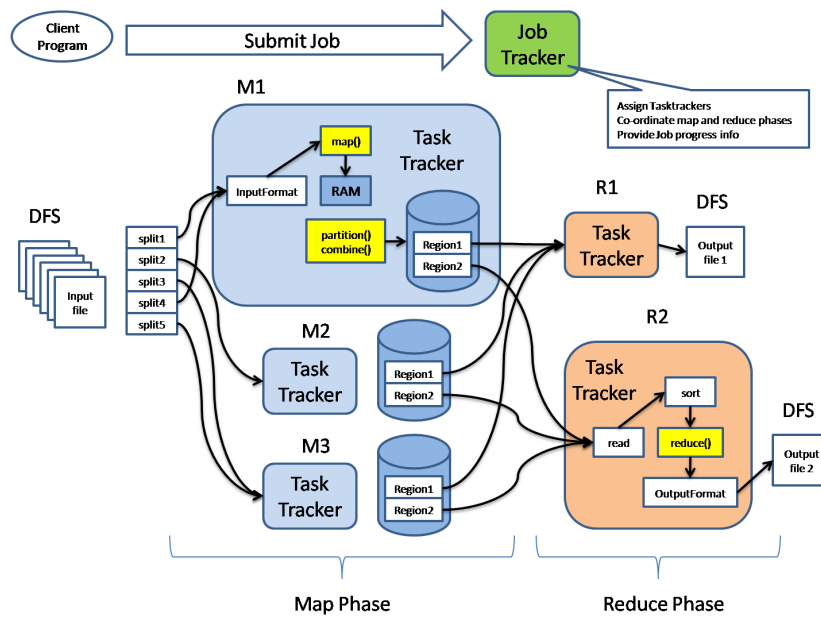 Client
Program
Submit Job
Job
Tracker
Assign Tasktrackers
Co-ordinate map and reduce phases
Provide Job progress info
M1
Task
Tracker
map()
InputFormat
RAM
partition()
combine()
Region1
Region2
DFS
Input
file
split1
split2
split3
split4
split5
M2
Task
Tracker
Region1
Region2
M3
Task
Tracker
Region1
Region2
R1
Task
Tracker
DFS
Output
file 1
R2
Task
Tracker
sort
read
reduce()
OutputFormat
DFS
Output
file 2
Map Phase
Reduce Phase